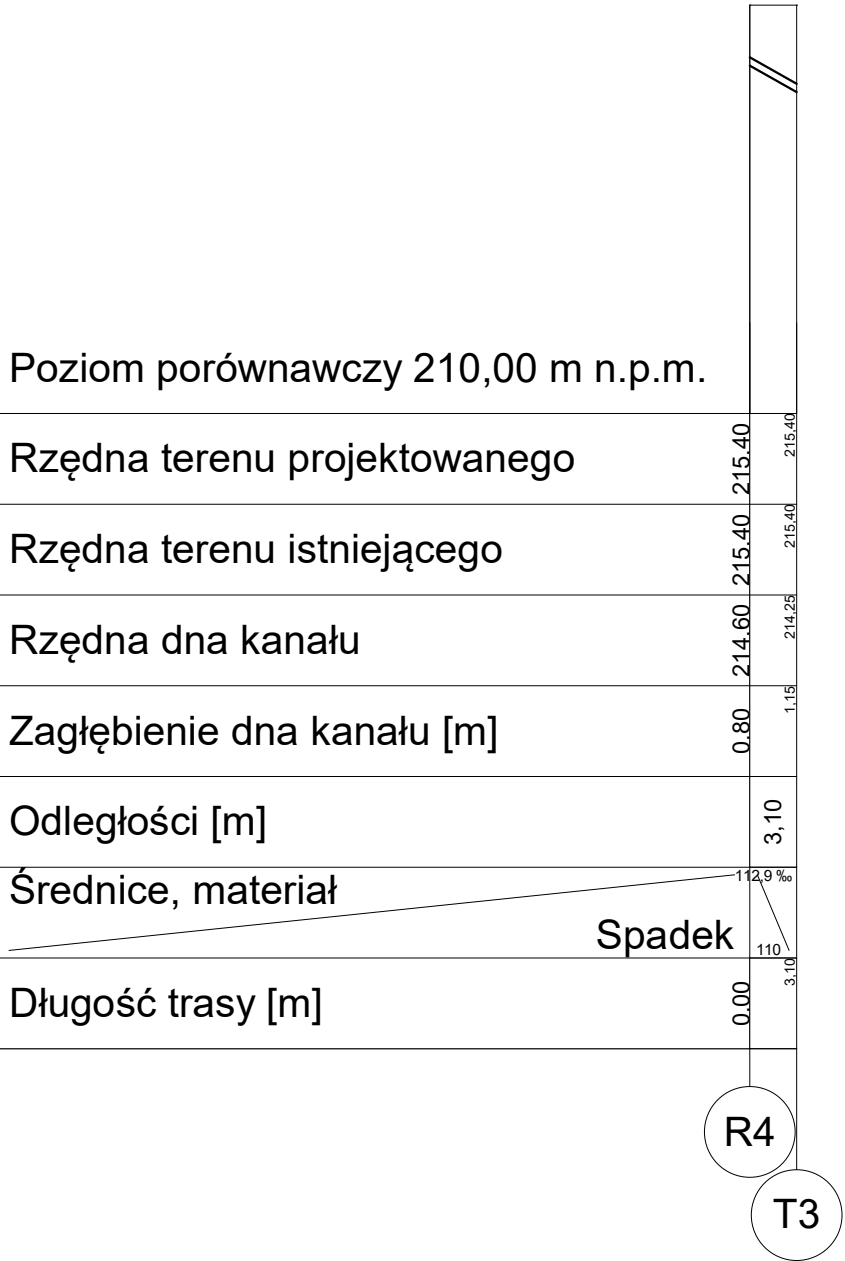 Poziom porównawczy 210,00 m n.p.m.
Rzędna terenu projektowanego 215.40 215,40
Rzędna terenu istniejącego 215.40 215,40
Rzędna dna kanału 214.60 214,25
Zagłębienie dna kanału [m] 0.80 1,15
Odległości [m] 3,10
Średnice, materiał 112,9 ‰
Spadek 110
Długość trasy [m] 0.00 3,10
R4
T3